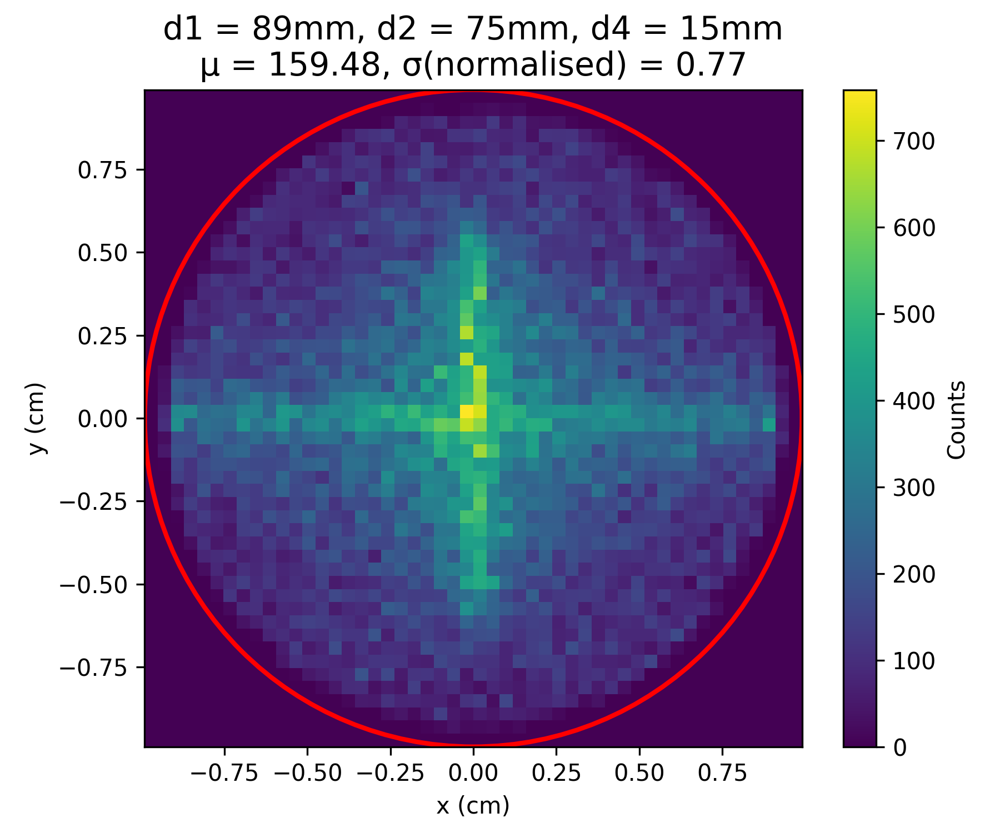 d1 = 89mm, d2 = 75mm, d4 = 15mm
μ = 159.48, σ(normalised) = 0.77
0.75
0.50
0.25
0.00
−0.25
−0.50
−0.75
y (cm)
−0.75 −0.50 −0.25 0.00 0.25 0.50 0.75
x (cm)
700
600
500
400
300
200
100
0
Counts